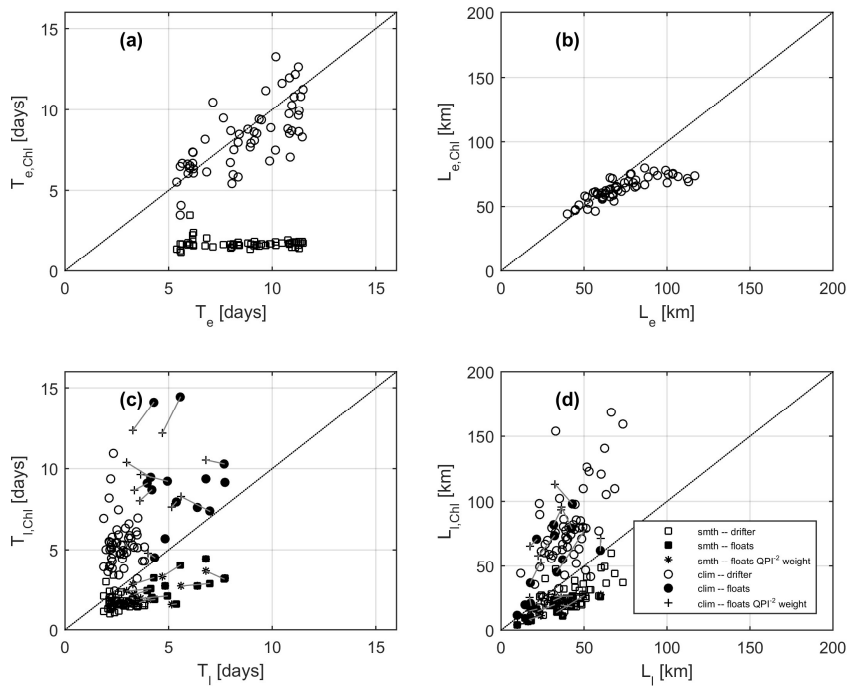 (a)
15
10
5
0
0 5 10 15
T_e,Chl [days]
T_e [days]
(b)
200
150
100
50
0
0 50 100 150 200
L_e,Chl [km]
L_e [km]
(c)
15
10
5
0
0 5 10 15
T_l,Chl [days]
T_l [days]
(d)
200
150
100
50
0
0 50 100 150 200
L_l,Chl [km]
L_l [km]
smth -- drifter
smth -- floats
smth -- floats QPI^-2 weight
clim -- drifter
clim -- floats
clim -- floats QPI^-2 weight